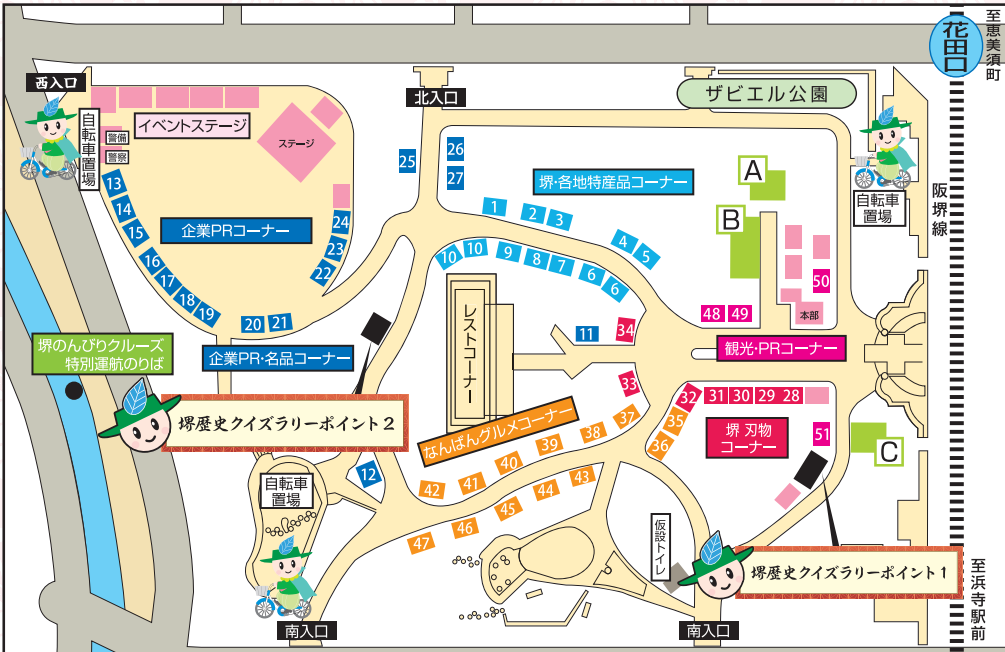 至恵美須町
花田口
西入口
北入口
ザビエル公園
イベントステージ
ステージ
自転車置場
警備
警察
自転車
置場
阪堺線
A
B
堺・各地特産品コーナー
企業PRコーナー
25
26
27
13
14
15
16
17
18
19
20
21
22
23
24
1
2
3
4
5
10
10
9
8
7
6
6
11
34
48
49
50
本部
観光・PRコーナー
堺のんびりクルーズ
特別運航のりば
企業PR・名品コーナー
レストコーナー
33
32
31
30
29
28
堺 刃物
コーナー
51
C
堺歴史クイズラリーポイント2
なんばんグルメコーナー
35
36
37
38
39
40
41
42
12
43
44
45
46
47
自転車
置場
仮設トイレ
堺歴史クイズラリーポイント1
南入口
南入口
至浜寺駅前